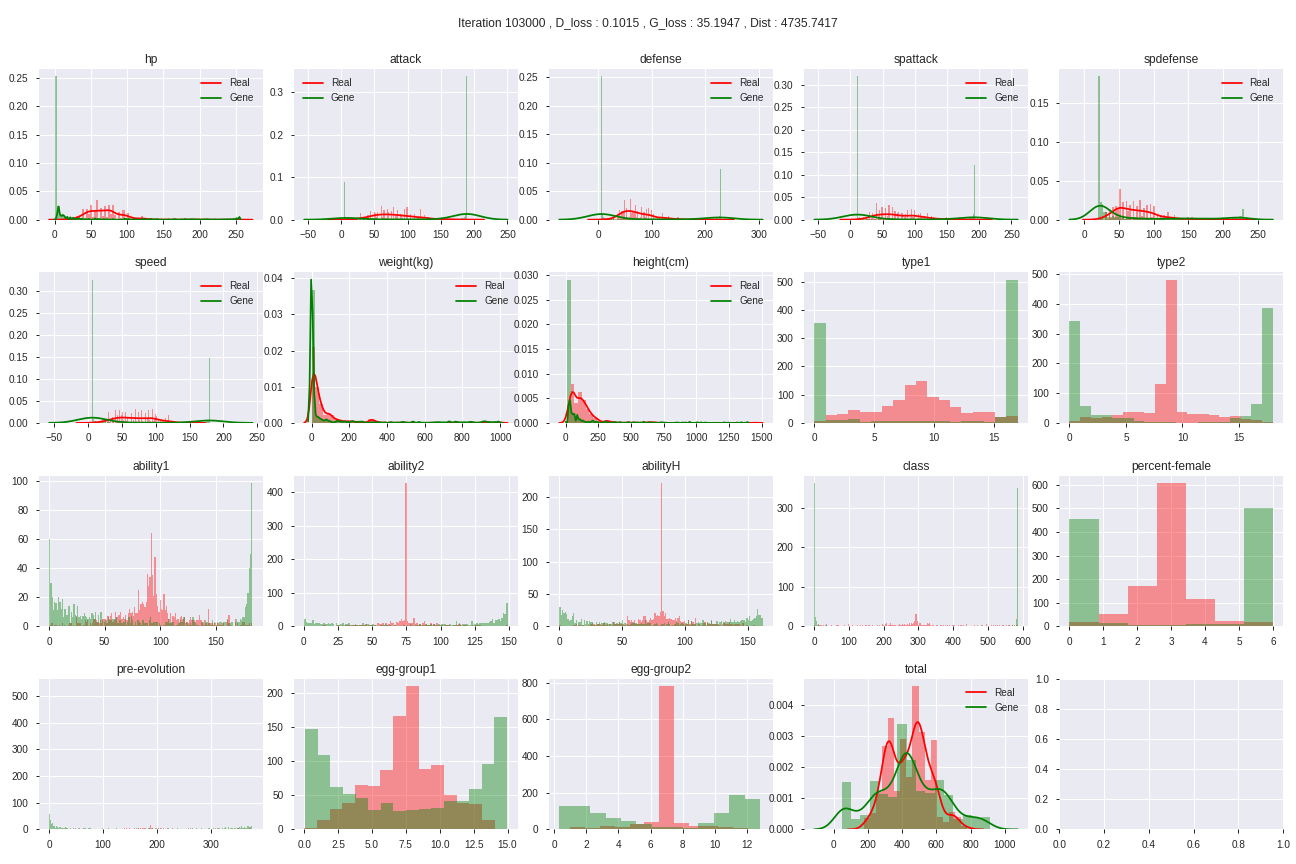 Iteration 103000 , D_loss : 0.1015 , G_loss : 35.1947 , Dist : 4735.7417
hp
attack
defense
spattack
spdefense
0.25
0.20
0.15
0.10
0.05
0.00
0 50 100 150 200 250
Real
Gene
0.3
0.2
0.1
0.0
−50 0 50 100 150 200 250
Real
Gene
0.25
0.20
0.15
0.10
0.05
0.00
0 100 200 300
Real
Gene
0.30
0.25
0.20
0.15
0.10
0.05
0.00
−50 0 50 100 150 200 250
Real
Gene
0.15
0.10
0.05
0.00
0 50 100 150 200 250
Real
Gene
speed
weight(kg)
height(cm)
type1
type2
0.30
0.25
0.20
0.15
0.10
0.05
0.00
−50 0 50 100 150 200 250
Real
Gene
0.04
0.03
0.02
0.01
0.00
0 200 400 600 800 1000
Real
Gene
0.030
0.025
0.020
0.015
0.010
0.005
0.000
0 250 500 750 1000 1250 1500
Real
Gene
500
400
300
200
100
0
0 5 10 15
500
400
300
200
100
0
0 5 10 15
ability1
ability2
abilityH
class
percent-female
100
80
60
40
20
0
0 50 100 150
400
300
200
100
0
0 25 50 75 100 125 150
200
150
100
50
0
0 50 100 150
300
200
100
0
0 100 200 300 400 500 600
600
500
400
300
200
100
0
0 1 2 3 4 5 6
pre-evolution
egg-group1
egg-group2
total
500
400
300
200
100
0
0 100 200 300
200
150
100
50
0
0.0 2.5 5.0 7.5 10.0 12.5 15.0
800
600
400
200
0
0 2 4 6 8 10 12
0.004
0.003
0.002
0.001
0.000
0 200 400 600 800 1000
Real
Gene
1.0
0.8
0.6
0.4
0.2
0.0
0.0 0.2 0.4 0.6 0.8 1.0